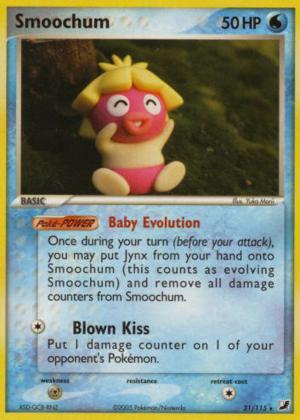 Smoochum 50 HP
BASIC Illus. Yuka Morii
Poké-POWER Baby Evolution
Once during your turn (before your attack),
you may put Jynx from your hand onto
Smoochum (this counts as evolving
Smoochum) and remove all damage
counters from Smoochum.
Blown Kiss
Put 1 damage counter on 1 of your
opponent's Pokémon.
weakness resistance retreat cost
©2005 Pokémon/Nintendo 31/115